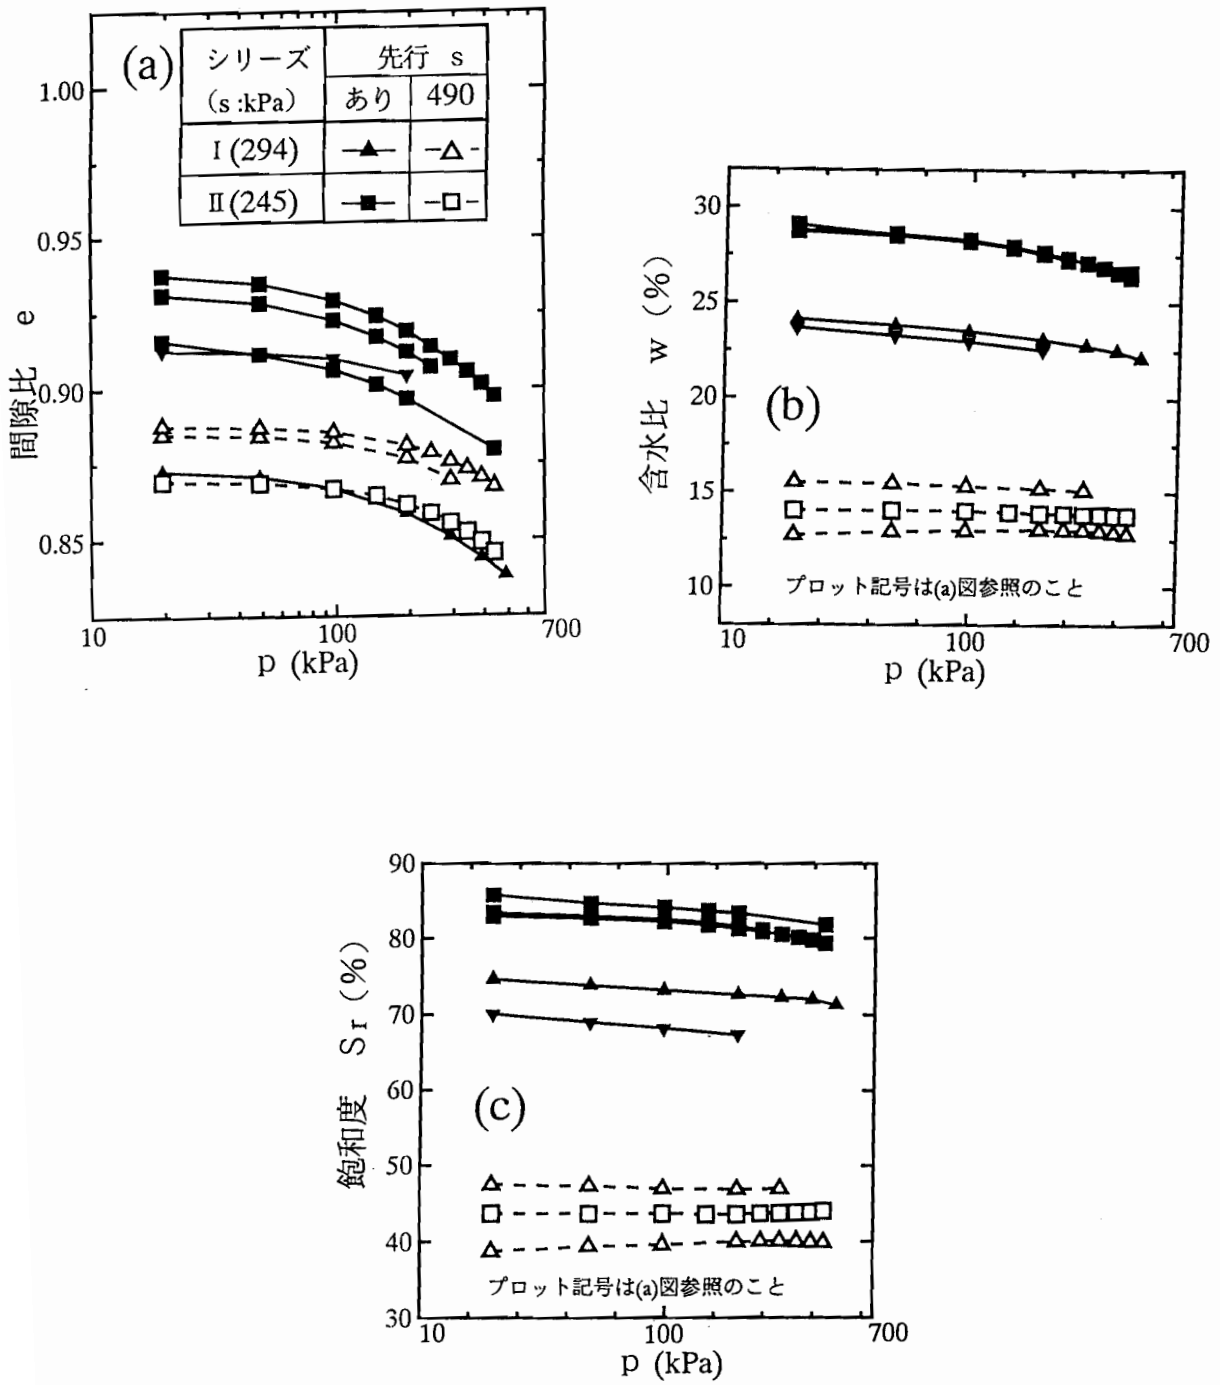 (a)
シリーズ 先行 s
(s:kPa) あり 490
I(294)
II(245)
1.00
0.95
0.90
0.85
間隙比 e
10 100 700
p (kPa)
30
25
20
15
10
含水比 w (%)
(b)
プロット記号は(a)図参照のこと
10 100 700
p (kPa)
90
80
70
60
50
40
30
飽和度 Sr (%)
(c)
プロット記号は(a)図参照のこと
10 100 700
p (kPa)